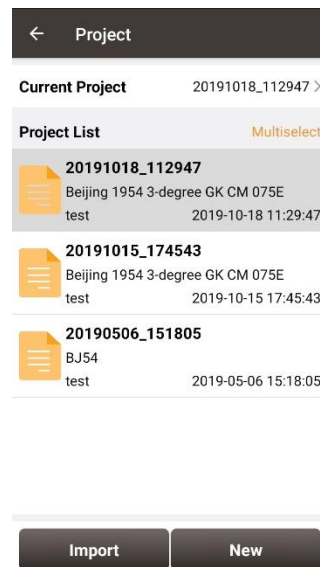 Project
Current Project 20191018_112947
Project List Multiselect
20191018_112947
Beijing 1954 3-degree GK CM 075E
test 2019-10-18 11:29:47
20191015_174543
Beijing 1954 3-degree GK CM 075E
test 2019-10-15 17:45:43
20190506_151805
BJ54
test 2019-05-06 15:18:05
Import New